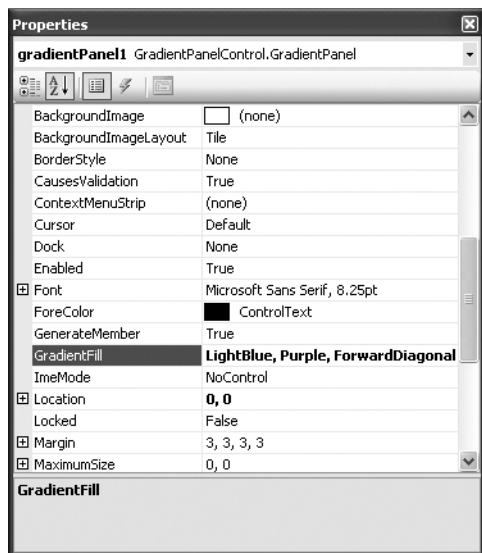 Properties
gradientPanel1 GradientPanelControl.GradientPanel
BackgroundImage (none)
BackgroundImageLayout Tile
BorderStyle None
CausesValidation True
ContextMenuStrip (none)
Cursor Default
Dock None
Enabled True
Font Microsoft Sans Serif, 8.25pt
ForeColor ControlText
GenerateMember True
GradientFill LightBlue, Purple, ForwardDiagonal
ImeMode NoControl
Location 0, 0
Locked False
Margin 3, 3, 3, 3
MaximumSize 0, 0
GradientFill